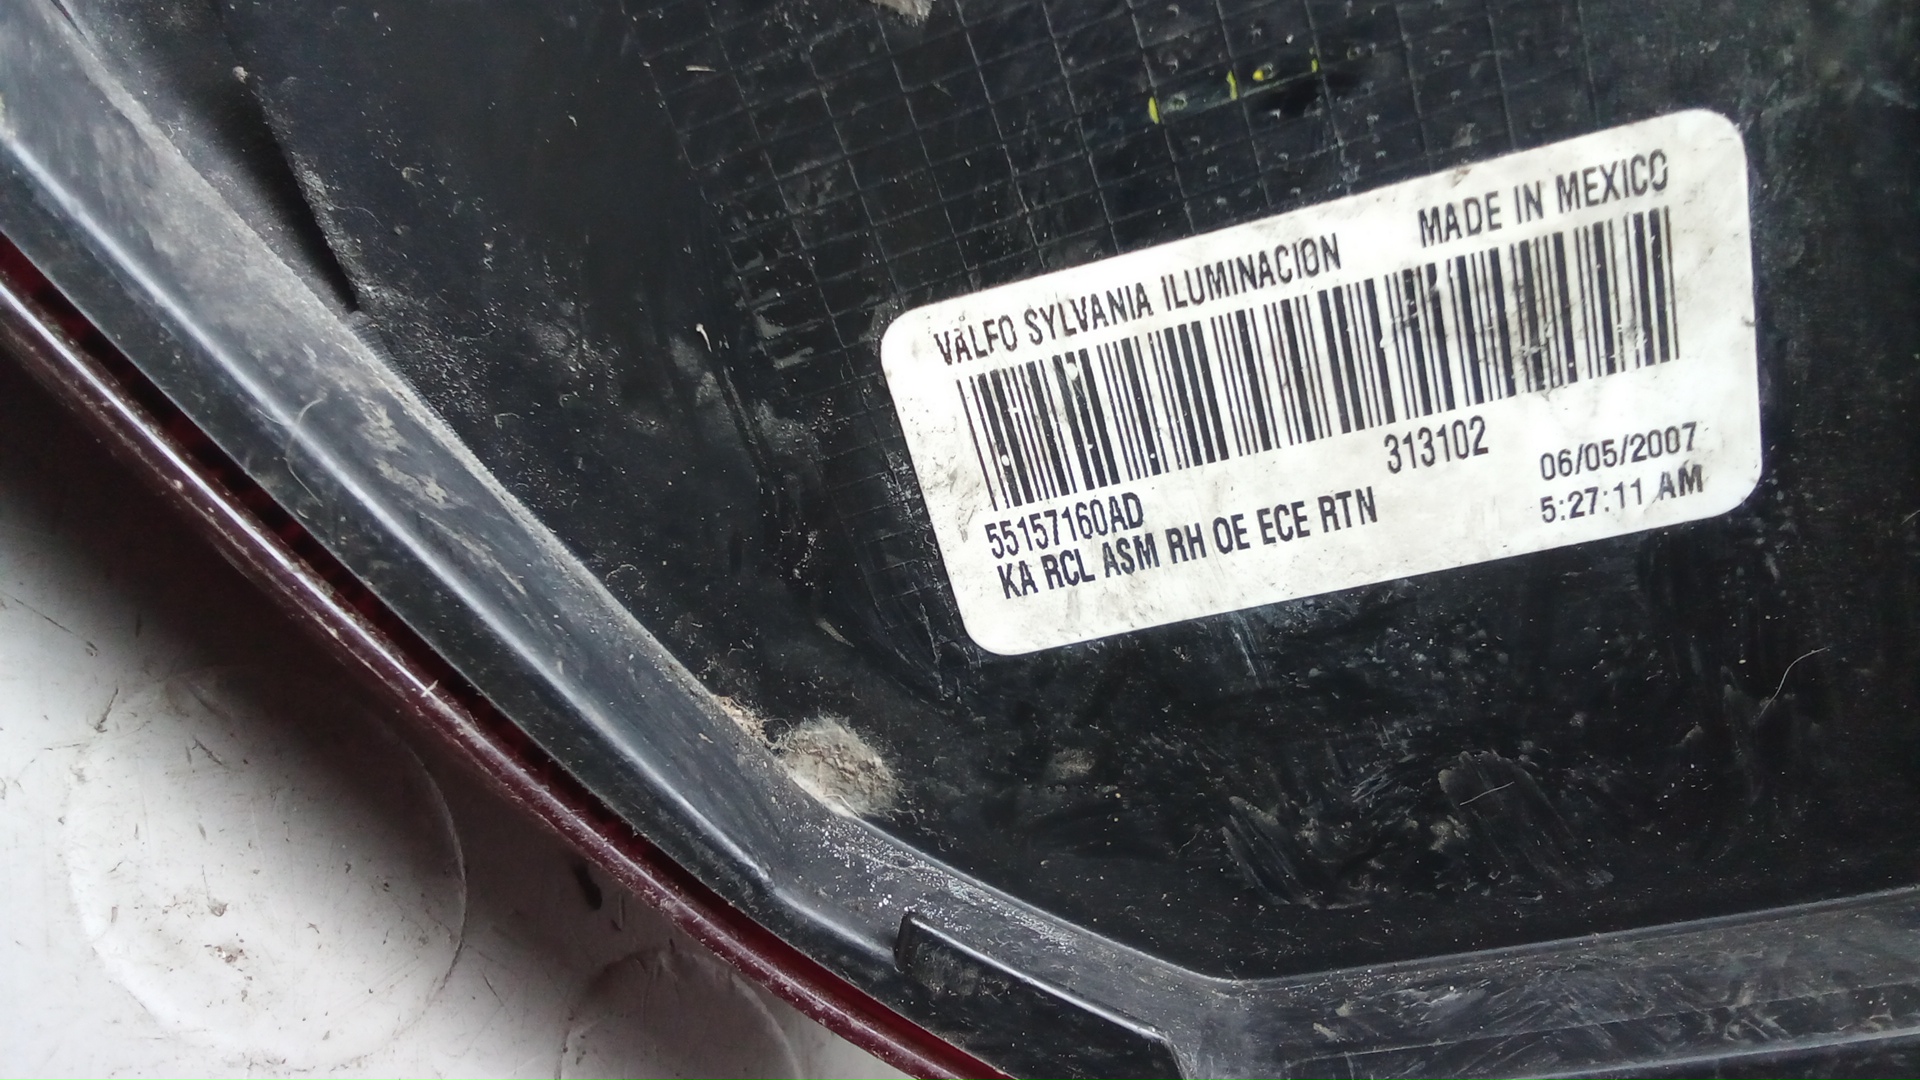 VALEO SYLVANIA ILUMINACION MADE IN MEXICO
313102
06/05/2007
55157160AD
5:27:11 AM
KA RCL ASM RH OE ECE RTN